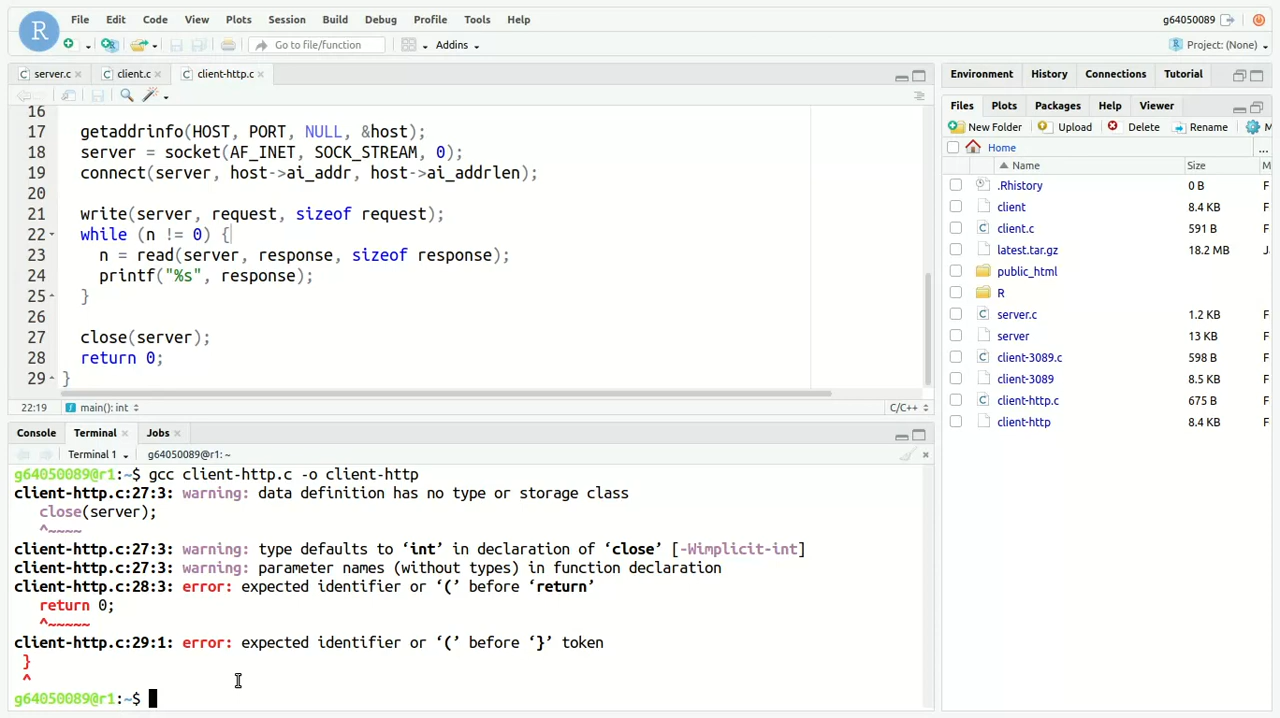 File Edit Code View Plots Session Build Debug Profile Tools Help
g64050089
R
Go to file/function
Addins
Project: (None)
server.c
client.c
client-http.c
16
17 getaddrinfo(HOST, PORT, NULL, &host);
18 server = socket(AF_INET, SOCK_STREAM, 0);
19 connect(server, host->ai_addr, host->ai_addrlen);
20
21 write(server, request, sizeof request);
22 while (n != 0) {
23 n = read(server, response, sizeof response);
24 printf("%s", response);
25 }
26
27 close(server);
28 return 0;
29 }
22:19 main(): int C/C++
Console Terminal Jobs
Terminal 1 g64050089@r1: ~
g64050089@r1:~$ gcc client-http.c -o client-http
client-http.c:27:3: warning: data definition has no type or storage class
close(server);
^~~~~
client-http.c:27:3: warning: type defaults to ‘int’ in declaration of ‘close’ [-Wimplicit-int]
client-http.c:27:3: warning: parameter names (without types) in function declaration
client-http.c:28:3: error: expected identifier or ‘(’ before ‘return’
return 0;
^~~~~~
client-http.c:29:1: error: expected identifier or ‘(’ before ‘}’ token
}
^
g64050089@r1:~$
Environment History Connections Tutorial
Files Plots Packages Help Viewer
New Folder Upload Delete Rename M
Home ...
Name Size M
.Rhistory 0 B F
client 8.4 KB F
client.c 591 B F
latest.tar.gz 18.2 MB J
public_html
R
server.c 1.2 KB F
server 13 KB F
client-3089.c 598 B F
client-3089 8.5 KB F
client-http.c 675 B F
client-http 8.4 KB F